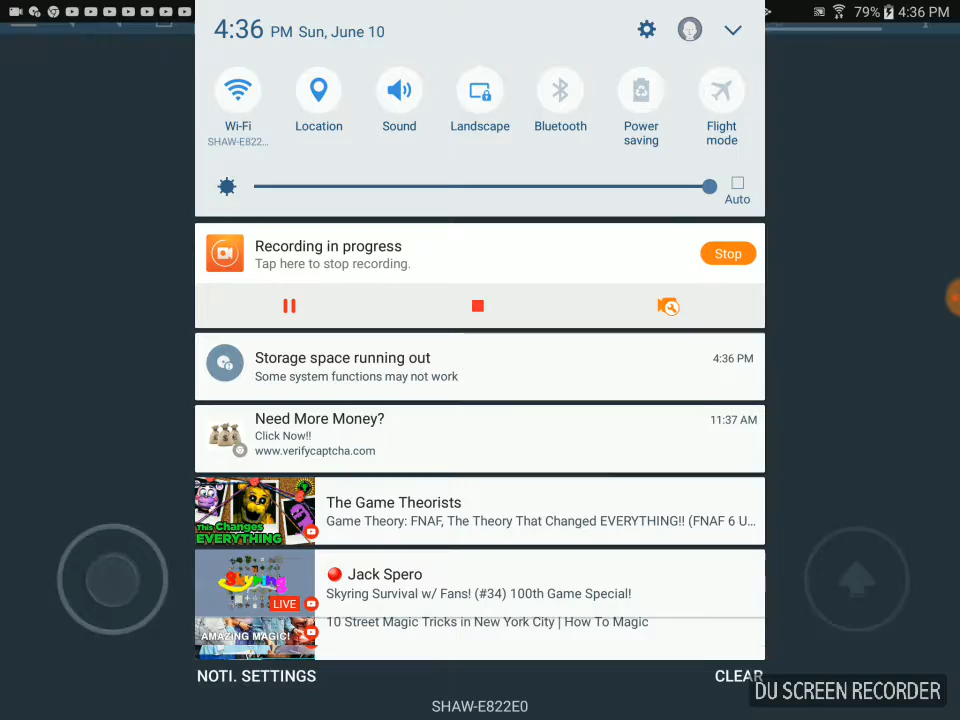 79% 4:36 PM
4:36 PM Sun, June 10
Wi-Fi
SHAW-E822...
Location
Sound
Landscape
Bluetooth
Power
saving
Flight
mode
Auto
Recording in progress
Tap here to stop recording.
Stop
Storage space running out
4:36 PM
Some system functions may not work
Need More Money?
11:37 AM
Click Now!!
www.verifycaptcha.com
This Changes
EVERYTHING
The Game Theorists
Game Theory: FNAF, The Theory That Changed EVERYTHING!! (FNAF 6 U...
Skyring
LIVE
Jack Spero
Skyring Survival w/ Fans! (#34) 100th Game Special!
AMAZING MAGIC!
10 Street Magic Tricks in New York City | How To Magic
NOTI. SETTINGS
CLEAR
DU SCREEN RECORDER
SHAW-E822E0